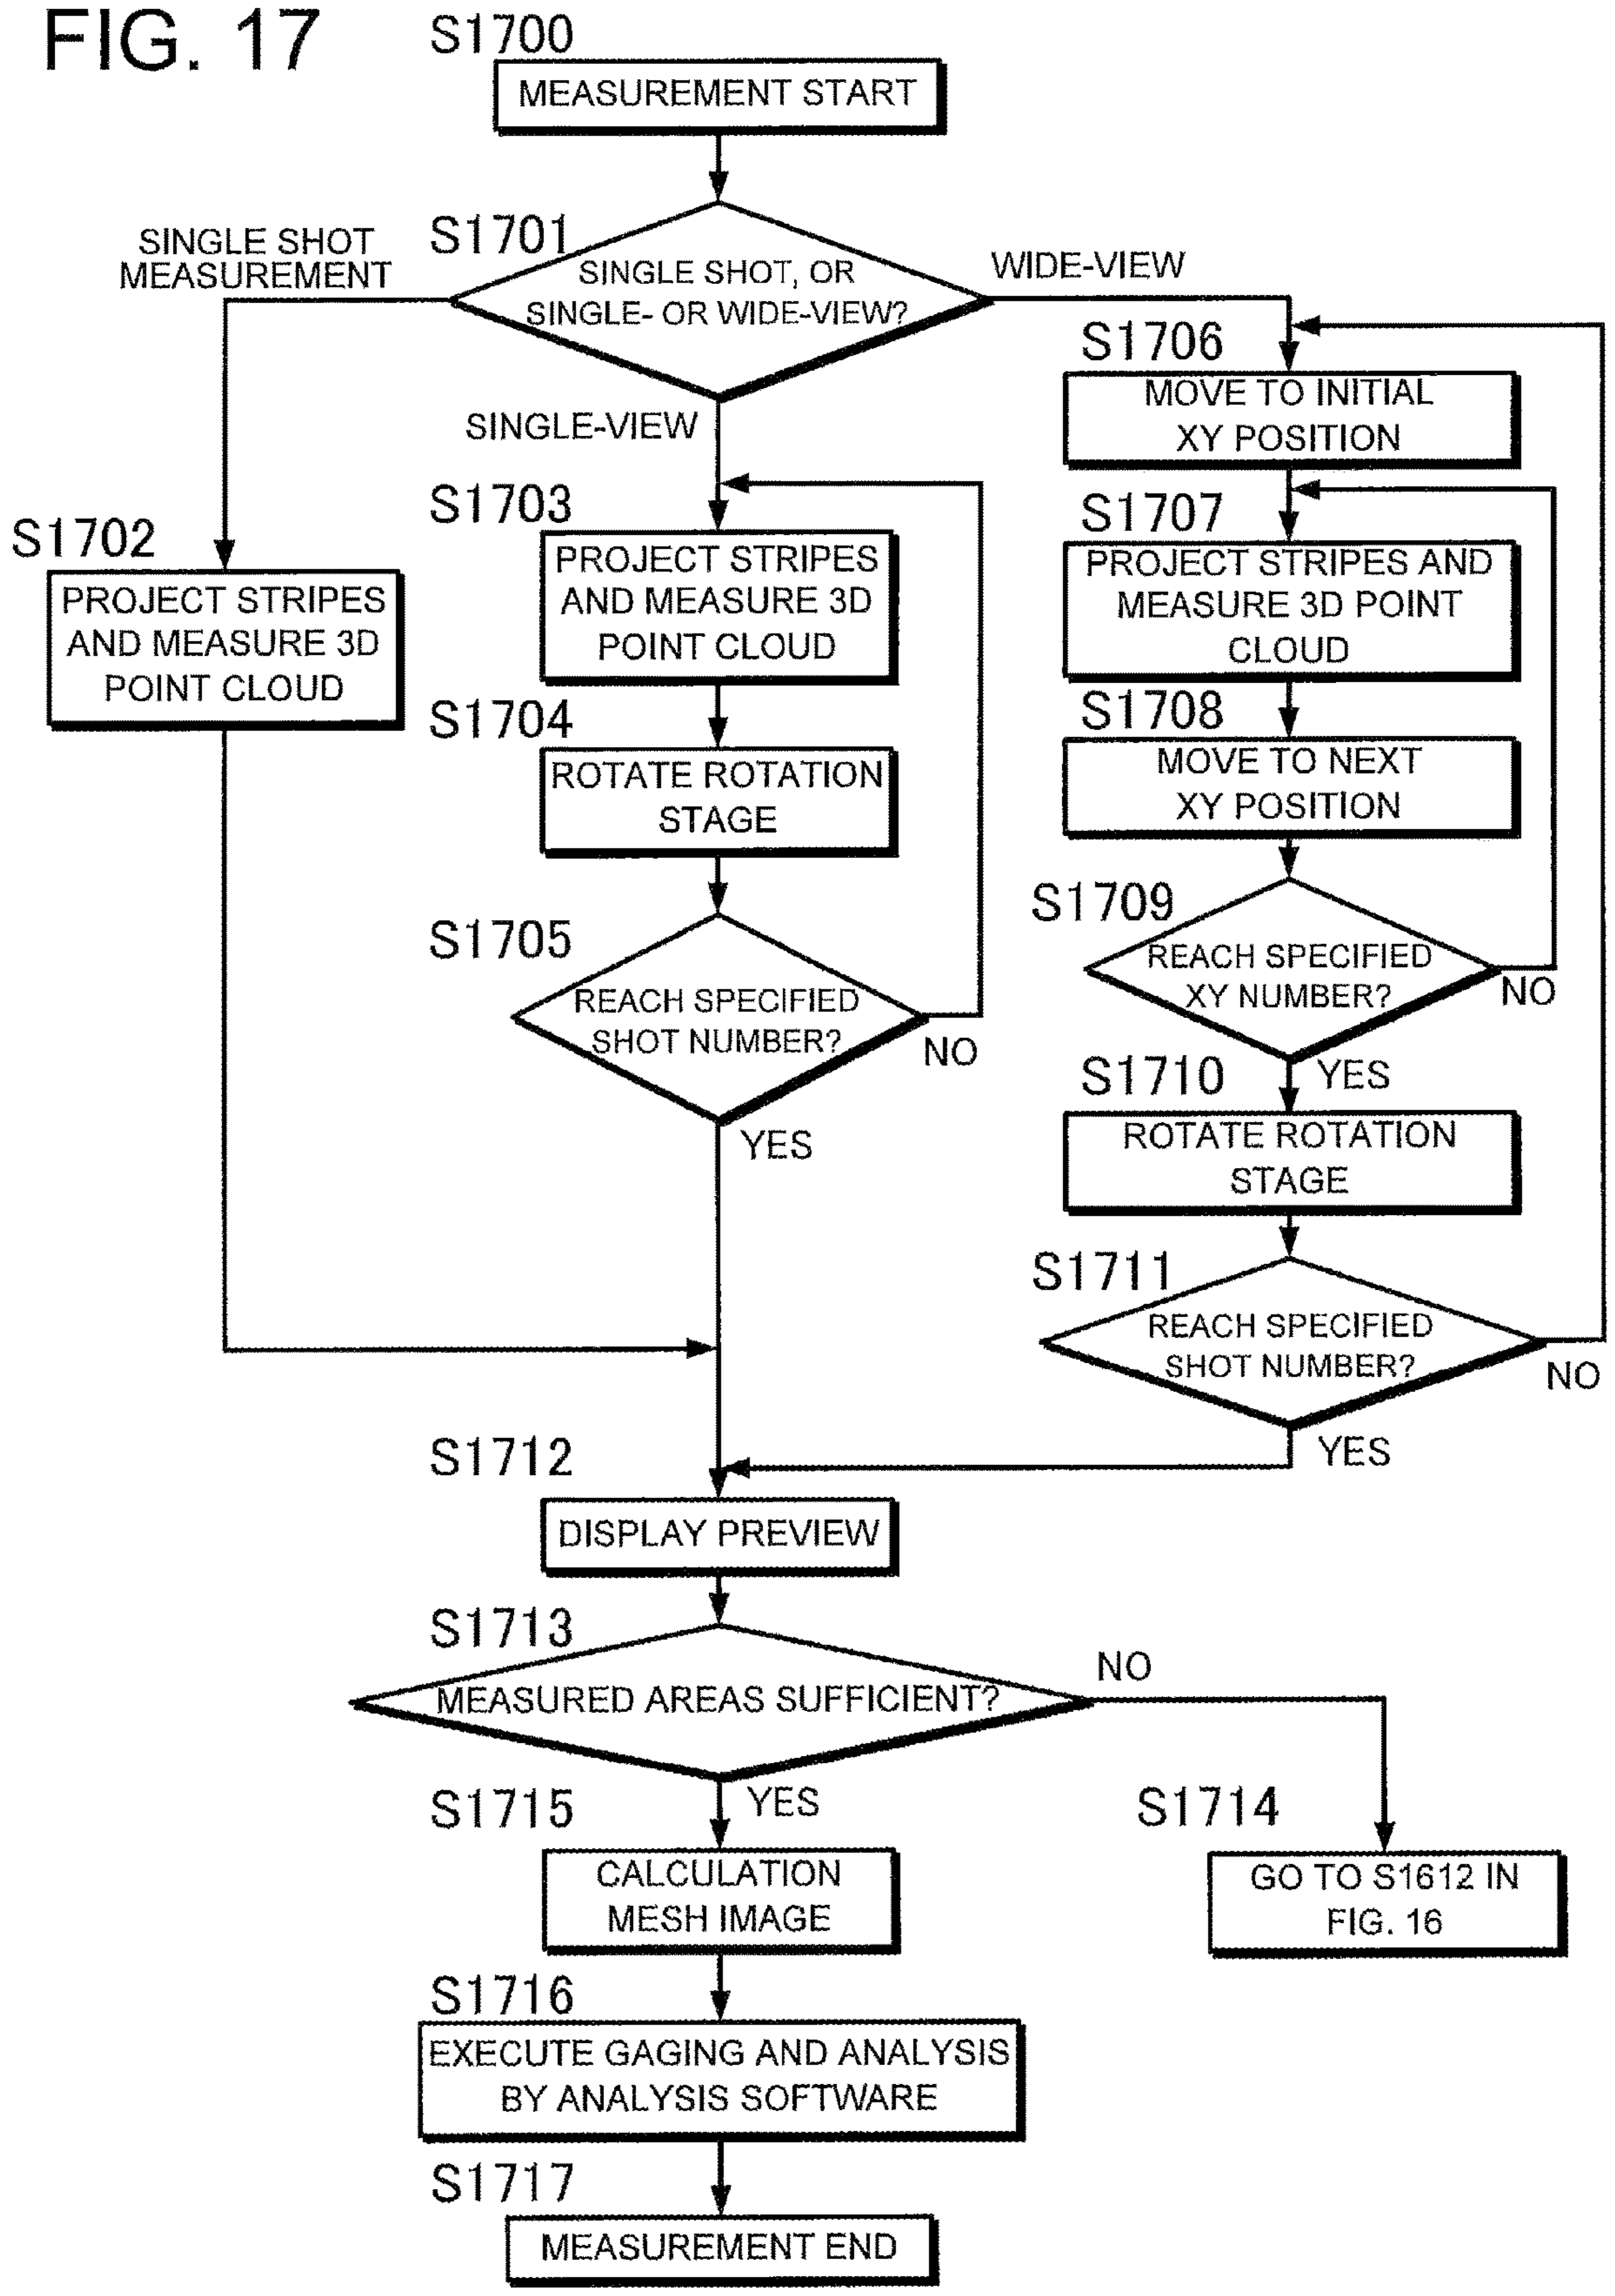 FIG. 17
S1700
MEASUREMENT START
S1701
SINGLE SHOT, OR
SINGLE- OR WIDE-VIEW?
SINGLE SHOT
MEASUREMENT
WIDE-VIEW
SINGLE-VIEW
S1702
PROJECT STRIPES
AND MEASURE 3D
POINT CLOUD
S1703
PROJECT STRIPES
AND MEASURE 3D
POINT CLOUD
S1704
ROTATE ROTATION
STAGE
S1705
REACH SPECIFIED
SHOT NUMBER?
NO
YES
S1706
MOVE TO INITIAL
XY POSITION
S1707
PROJECT STRIPES AND
MEASURE 3D POINT
CLOUD
S1708
MOVE TO NEXT
XY POSITION
S1709
REACH SPECIFIED
XY NUMBER?
NO
YES
S1710
ROTATE ROTATION
STAGE
S1711
REACH SPECIFIED
SHOT NUMBER?
NO
YES
S1712
DISPLAY PREVIEW
S1713
MEASURED AREAS SUFFICIENT?
NO
YES
S1714
GO TO S1612 IN
FIG. 16
S1715
CALCULATION
MESH IMAGE
S1716
EXECUTE GAGING AND ANALYSIS
BY ANALYSIS SOFTWARE
S1717
MEASUREMENT END